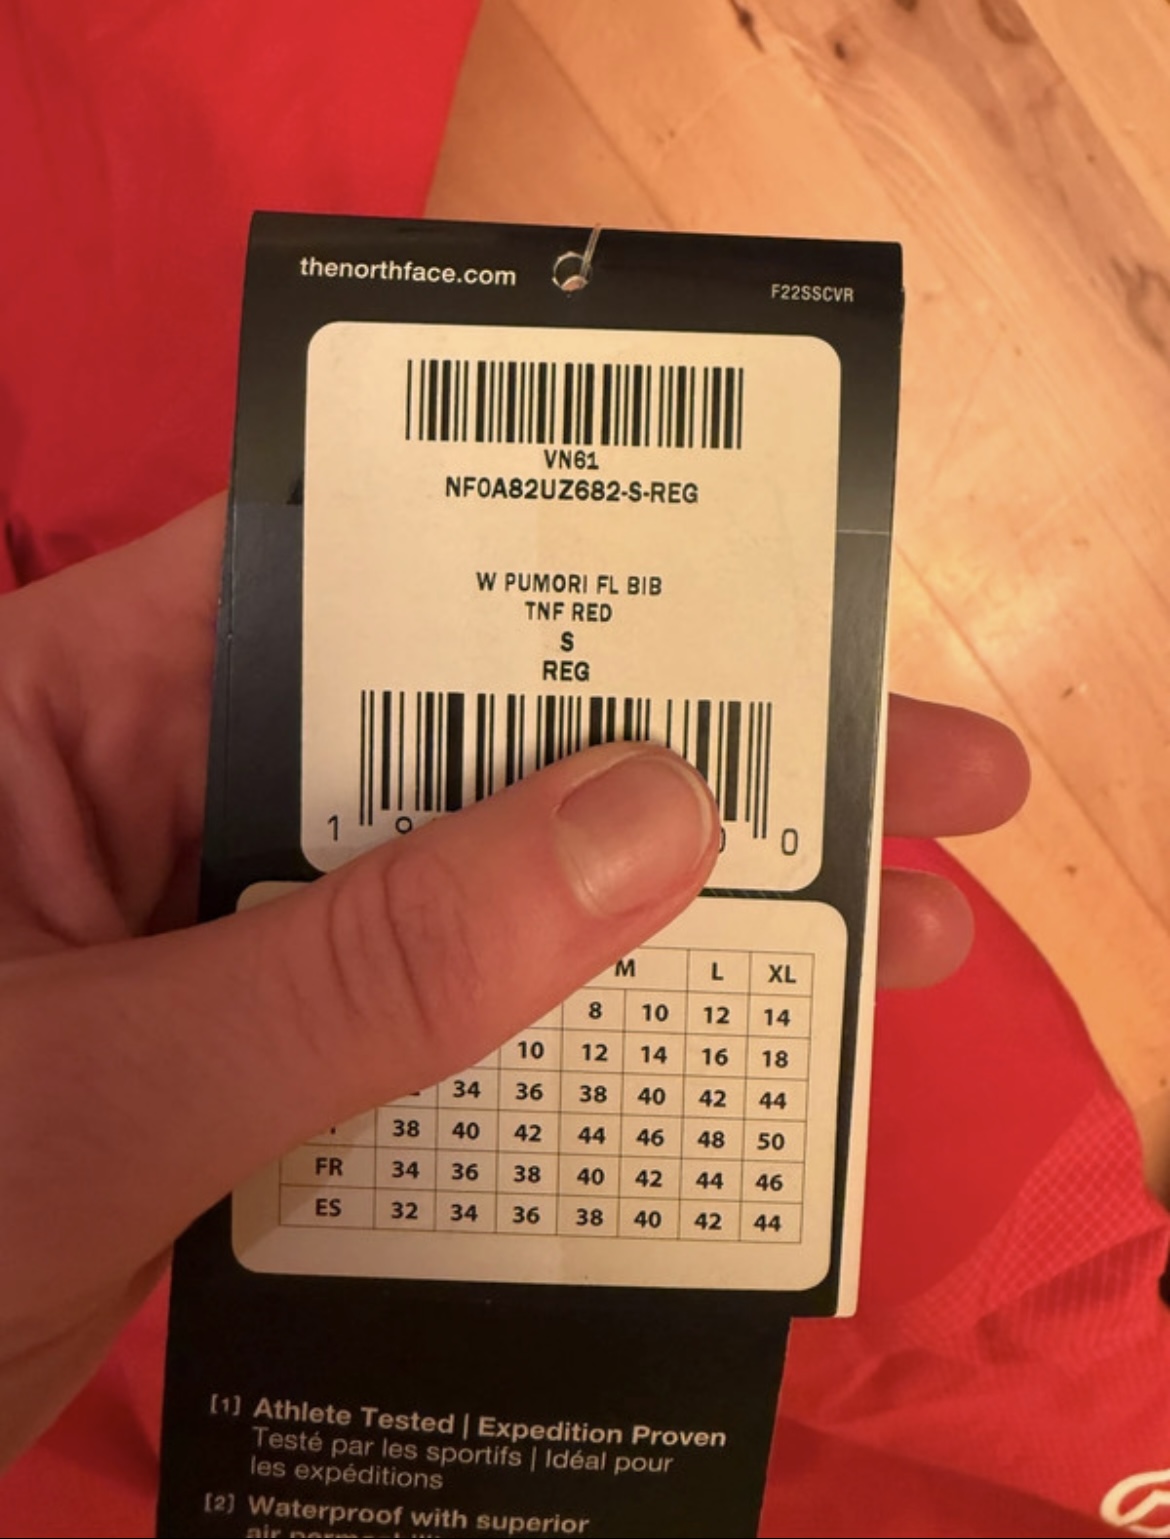 thenorthface.com
F22SSCVR
VN61
NF0A82UZ682-S-REG
W PUMORI FL BIB
TNF RED
S
REG
1 9 0
M L XL
8 10 12 14
10 12 14 16 18
34 36 38 40 42 44
38 40 42 44 46 48 50
FR 34 36 38 40 42 44 46
ES 32 34 36 38 40 42 44
[1] Athlete Tested | Expedition Proven
Testé par les sportifs | Idéal pour
les expéditions
[2] Waterproof with superior
air